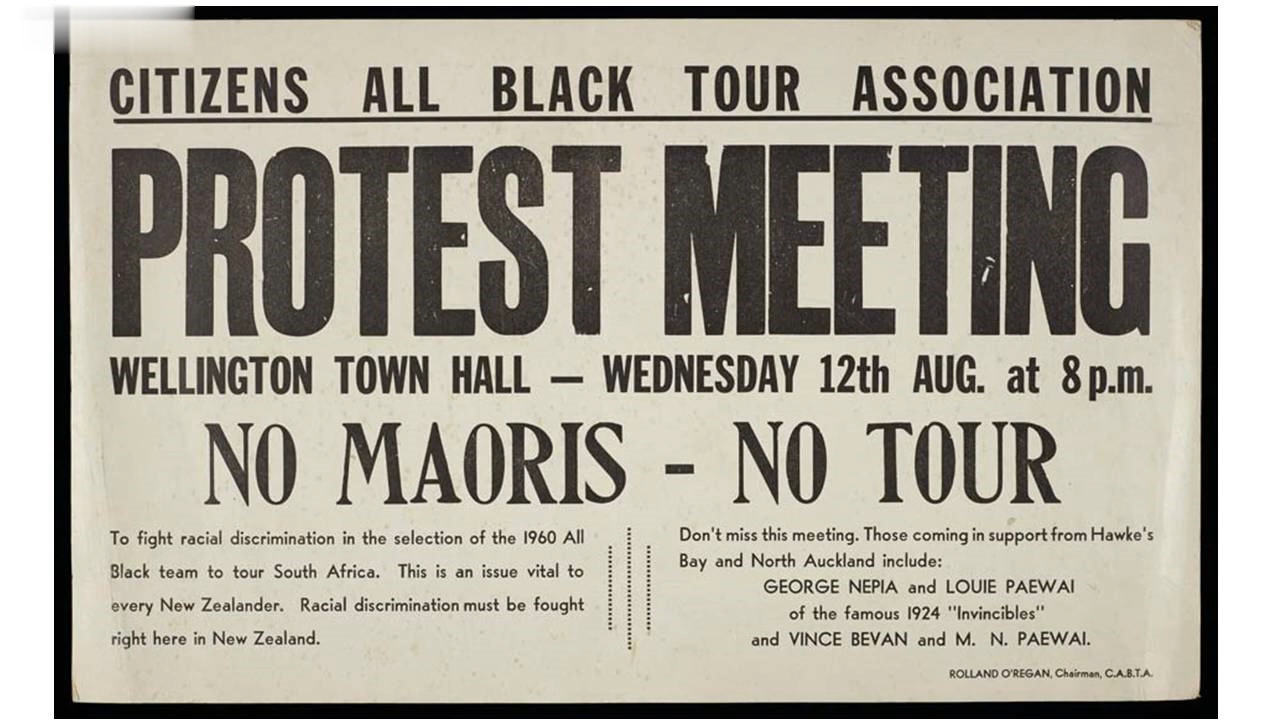 CITIZENS ALL BLACK TOUR ASSOCIATION
PROTEST MEETING
WELLINGTON TOWN HALL — WEDNESDAY 12th AUG. at 8 p.m.
NO MAORIS - NO TOUR
To fight racial discrimination in the selection of the 1960 All
Black team to tour South Africa. This is an issue vital to
every New Zealander. Racial discrimination must be fought
right here in New Zealand.
Don't miss this meeting. Those coming in support from Hawke's
Bay and North Auckland include:
GEORGE NEPIA and LOUIE PAEWAI
of the famous 1924 "Invincibles"
and VINCE BEVAN and M. N. PAEWAI.
ROLLAND O'REGAN, Chairman, C.A.B.T.A.